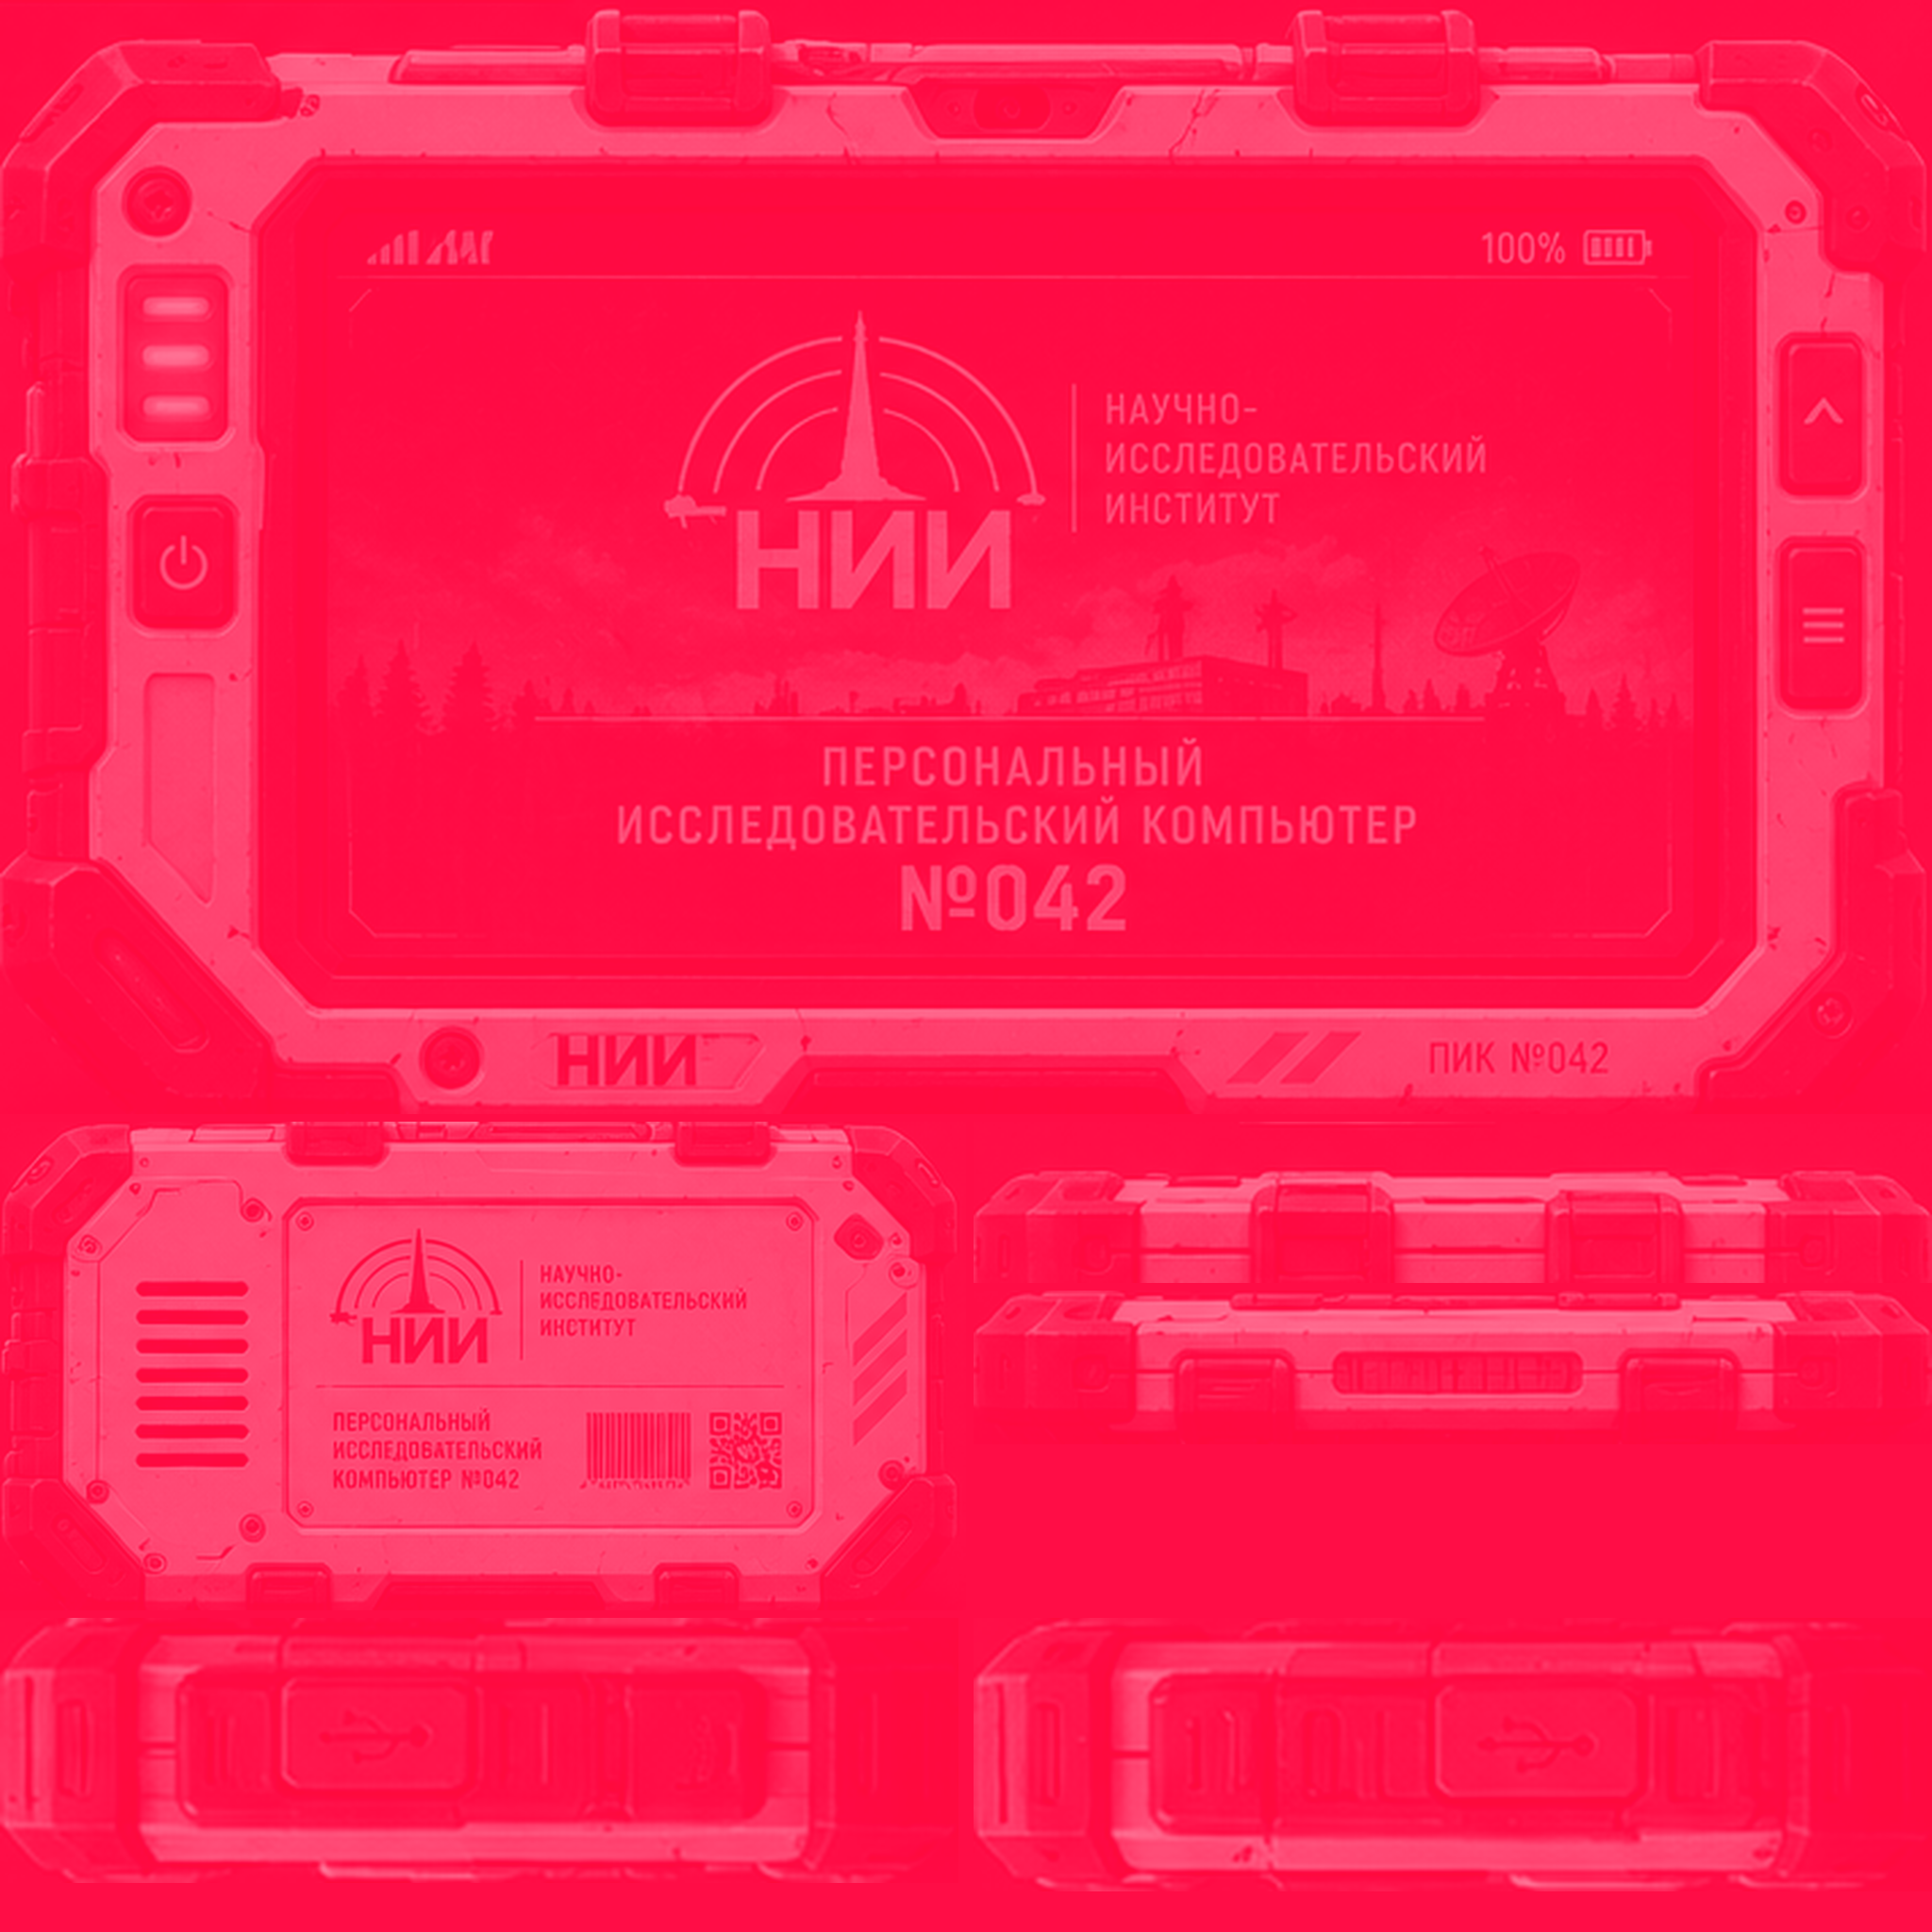 100%
НИИ
НАУЧНО-
ИССЛЕДОВАТЕЛЬСКИЙ
ИНСТИТУТ
ПЕРСОНАЛЬНЫЙ
ИССЛЕДОВАТЕЛЬСКИЙ КОМПЬЮТЕР
№042
НИИ
ПИК №042
НИИ
НАУЧНО-
ИССЛЕДОВАТЕЛЬСКИЙ
ИНСТИТУТ
ПЕРСОНАЛЬНЫЙ
ИССЛЕДОВАТЕЛЬСКИЙ
КОМПЬЮТЕР №042